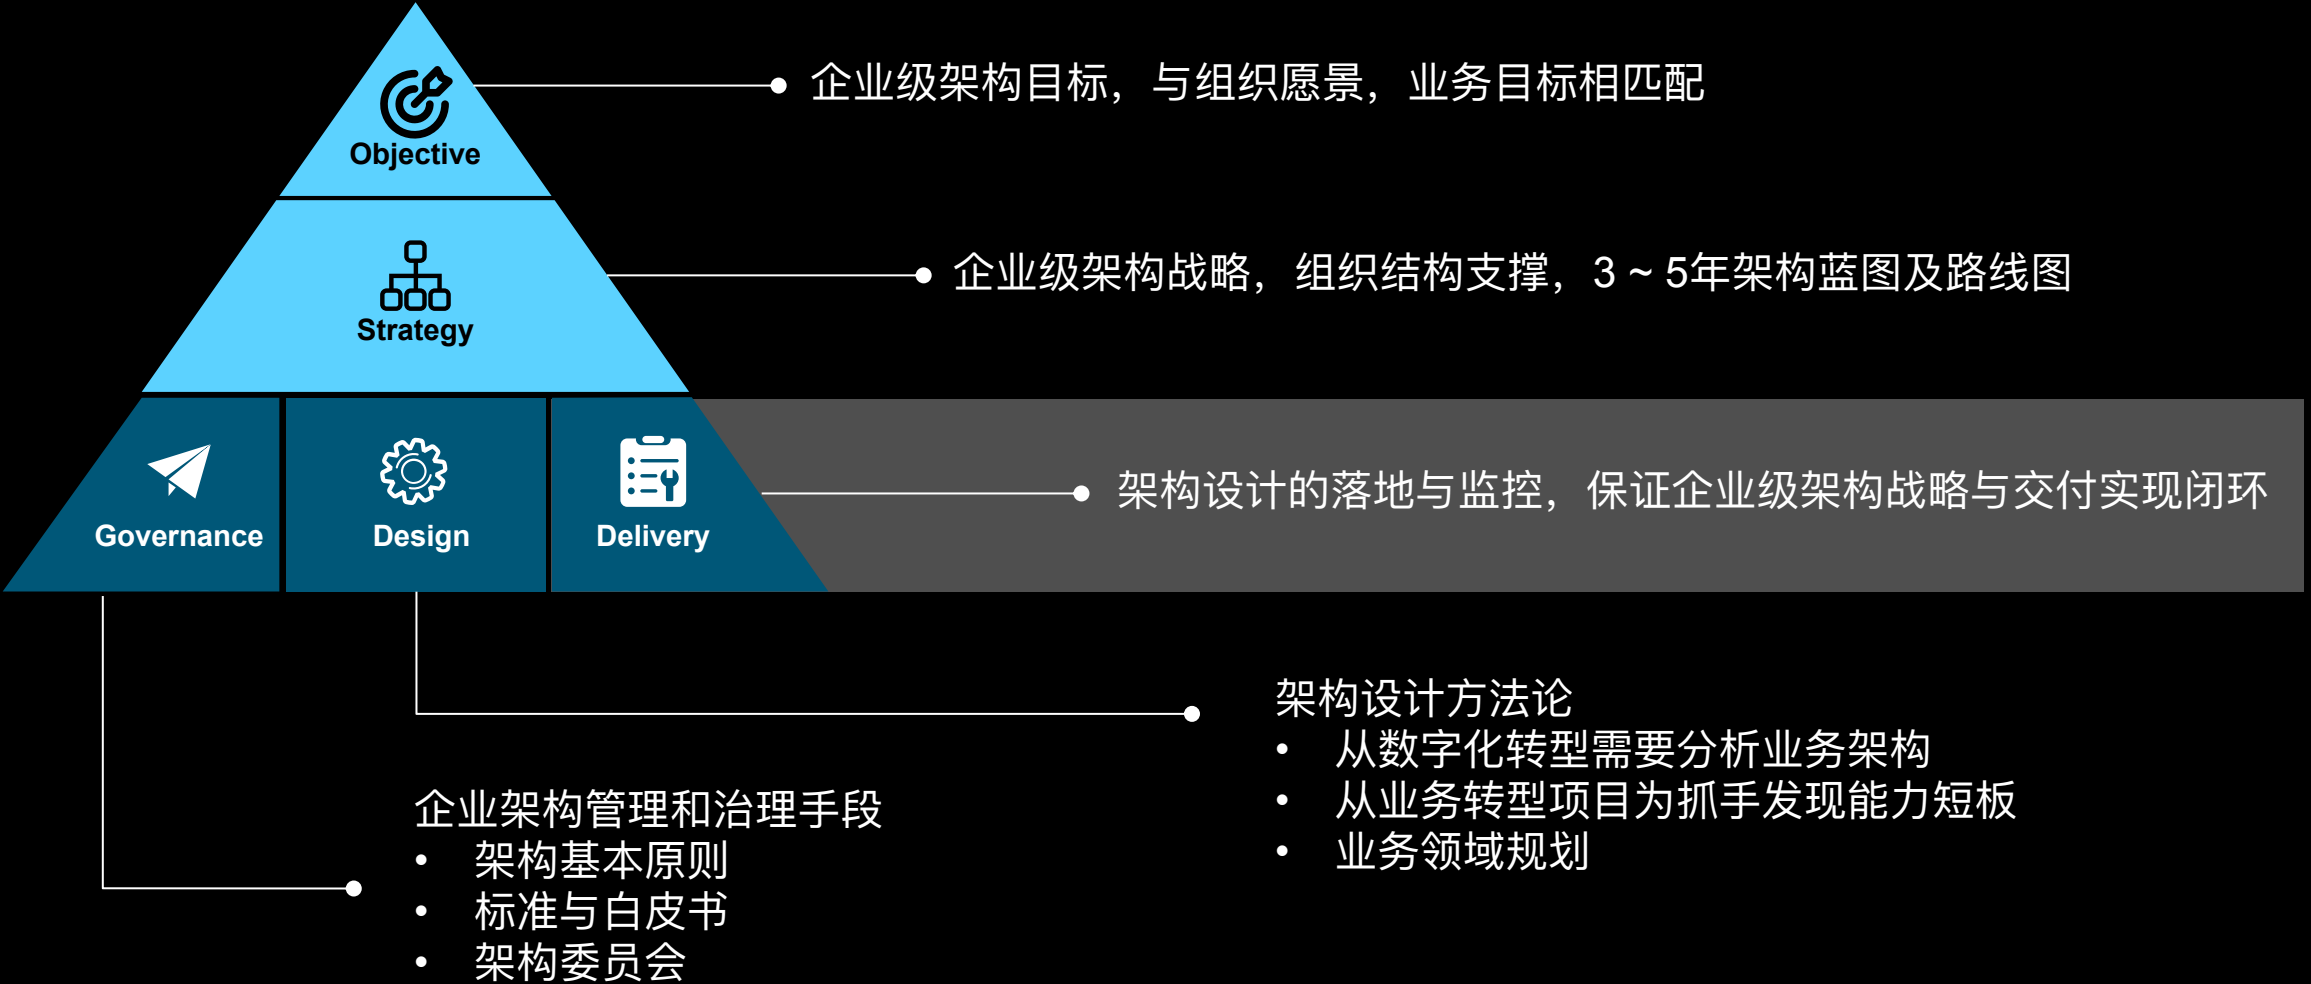 Objective
企业级架构目标，与组织愿景，业务目标相匹配
Strategy
企业级架构战略，组织结构支撑，3 ~ 5年架构蓝图及路线图
Governance
Design
Delivery
架构设计的落地与监控，保证企业级架构战略与交付实现闭环
架构设计方法论
• 从数字化转型需要分析业务架构
• 从业务转型项目为抓手发现能力短板
• 业务领域规划
企业架构管理和治理手段
• 架构基本原则
• 标准与白皮书
• 架构委员会